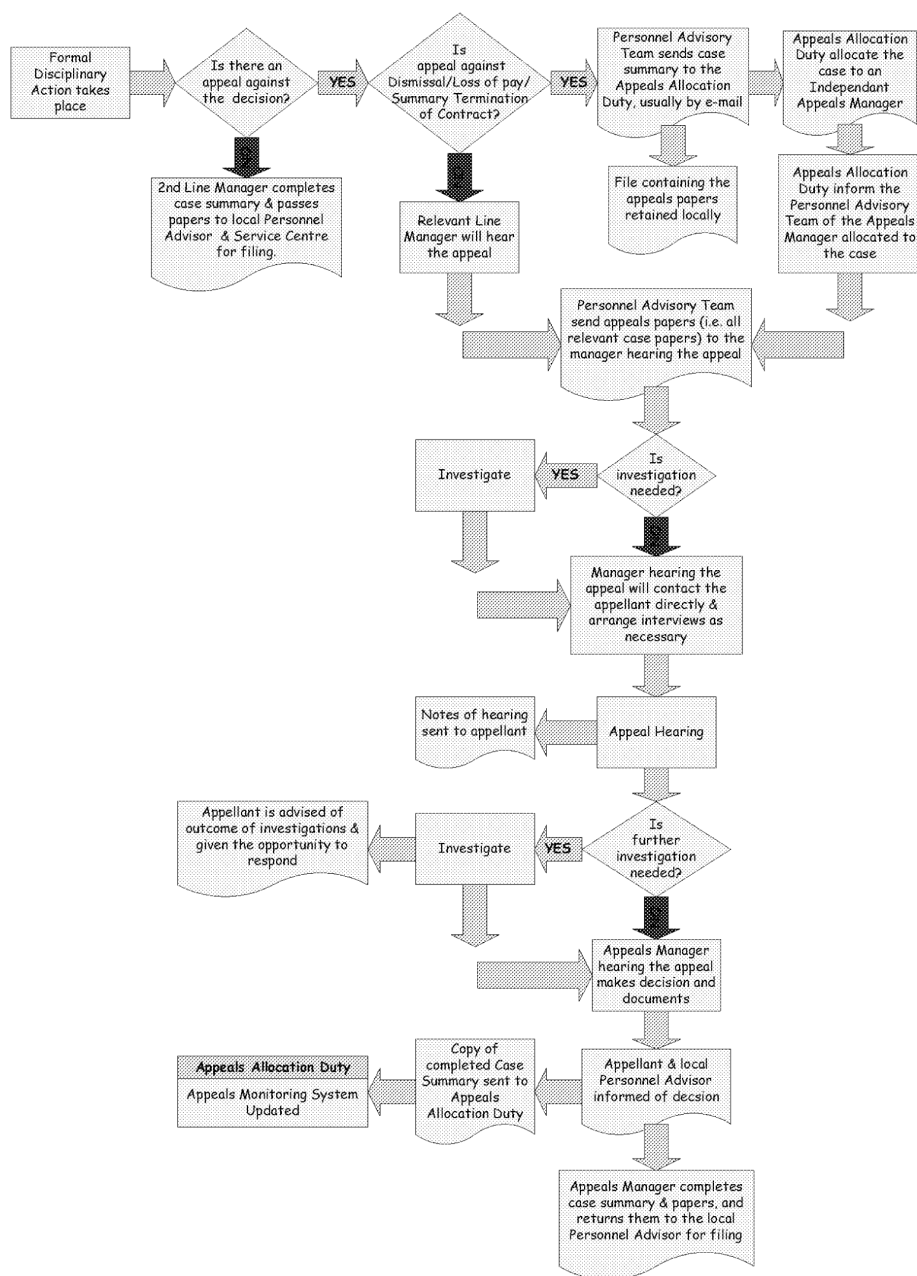 Formal
Disciplinary
Action takes
place
Is there an
appeal against
the decision?
YES
Is
appeal against
Dismissal/Loss of pay/
Summary Termination
of Contract?
YES
Personnel Advisory
Team sends case
summary to the
Appeals Allocation
Duty, usually by e-mail
Appeals Allocation
Duty allocate the
case to an
Independant
Appeals Manager
2nd Line Manager completes
case summary & passes
papers to local Personnel
Advisor & Service Centre
for filing.
Relevant Line
Manager will hear
the appeal
File containing the
appeals papers
retained locally
Appeals Allocation
Duty inform the
Personnel Advisory
Team of the Appeals
Manager allocated to
the case
Personnel Advisory Team
send appeals papers (i.e. all
relevant case papers) to the
manager hearing the appeal
Is
investigation
needed?
YES
Investigate
Manager hearing the
appeal will contact the
appellant directly &
arrange interviews as
necessary
Appeal Hearing
Notes of hearing
sent to appellant
Is
further
investigation
needed?
YES
Investigate
Appellant is advised of
outcome of investigations &
given the opportunity to
respond
Appeals Manager
hearing the appeal
makes decision and
documents
Appellant & local
Personnel Advisor
informed of decsion
Copy of
completed Case
Summary sent to
Appeals
Allocation Duty
Appeals Allocation Duty
Appeals Monitoring System
Updated
Appeals Manager completes
case summary & papers, and
returns them to the local
Personnel Advisor for filing